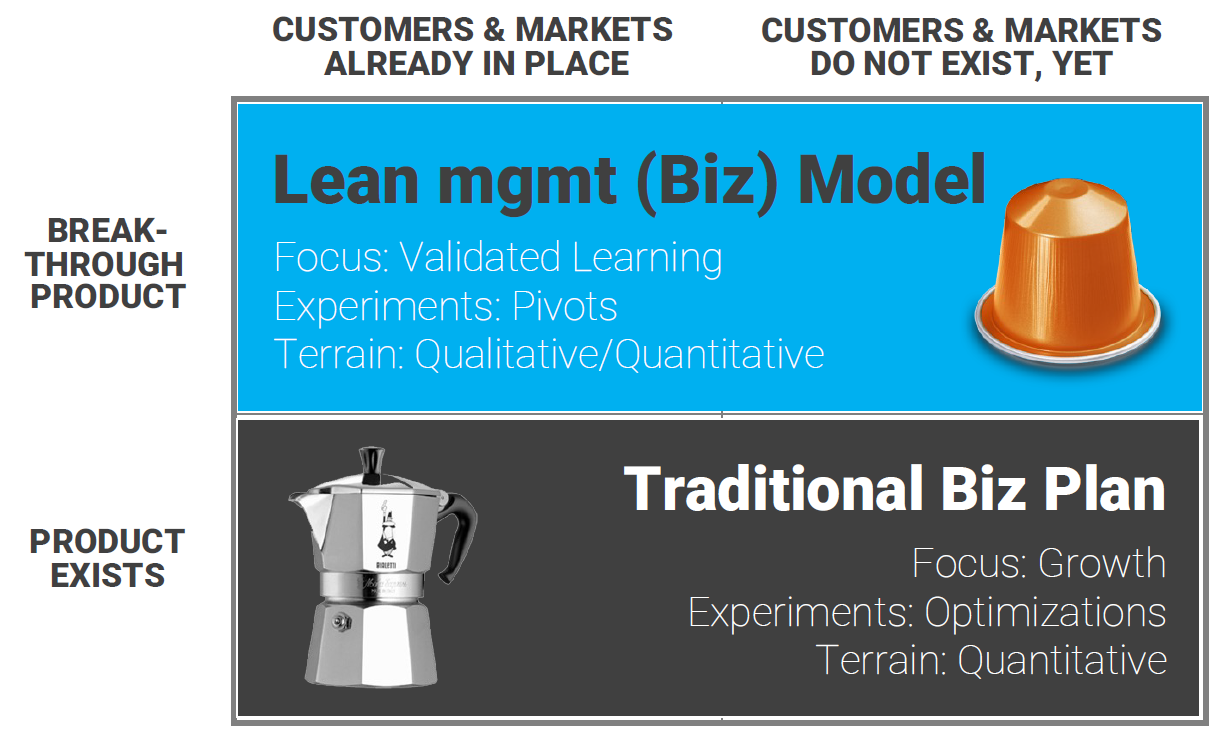 CUSTOMERS & MARKETS
ALREADY IN PLACE
CUSTOMERS & MARKETS
DO NOT EXIST, YET
BREAK-
THROUGH
PRODUCT
Lean mgmt (Biz) Model
Focus: Validated Learning
Experiments: Pivots
Terrain: Qualitative/Quantitative
PRODUCT
EXISTS
BIALETTI
Traditional Biz Plan
Focus: Growth
Experiments: Optimizations
Terrain: Quantitative